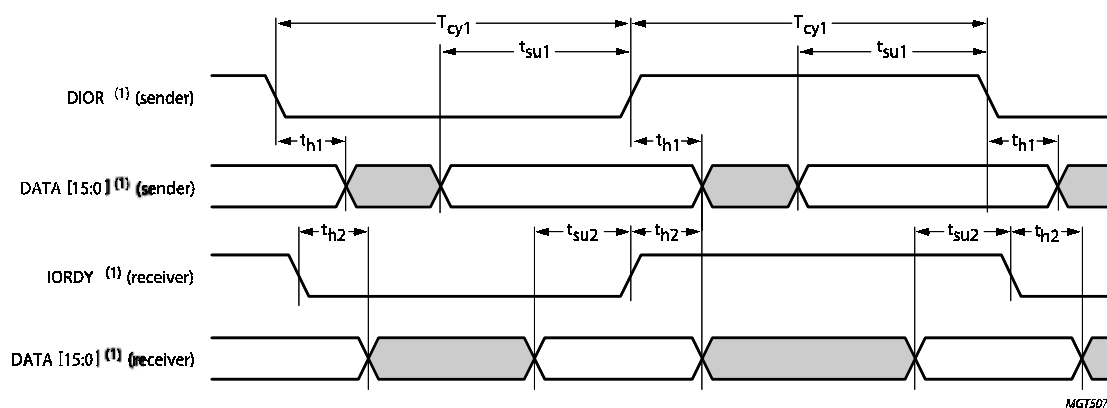 Tcy1 Tcy1
tsu1 tsu1
DIOR (1) (sender)
th1 th1 th1
DATA [15:0] (1) (sender)
th2 tsu2 th2 tsu2 th2
IORDY (1) (receiver)
DATA [15:0] (1) (receiver)
MGT507